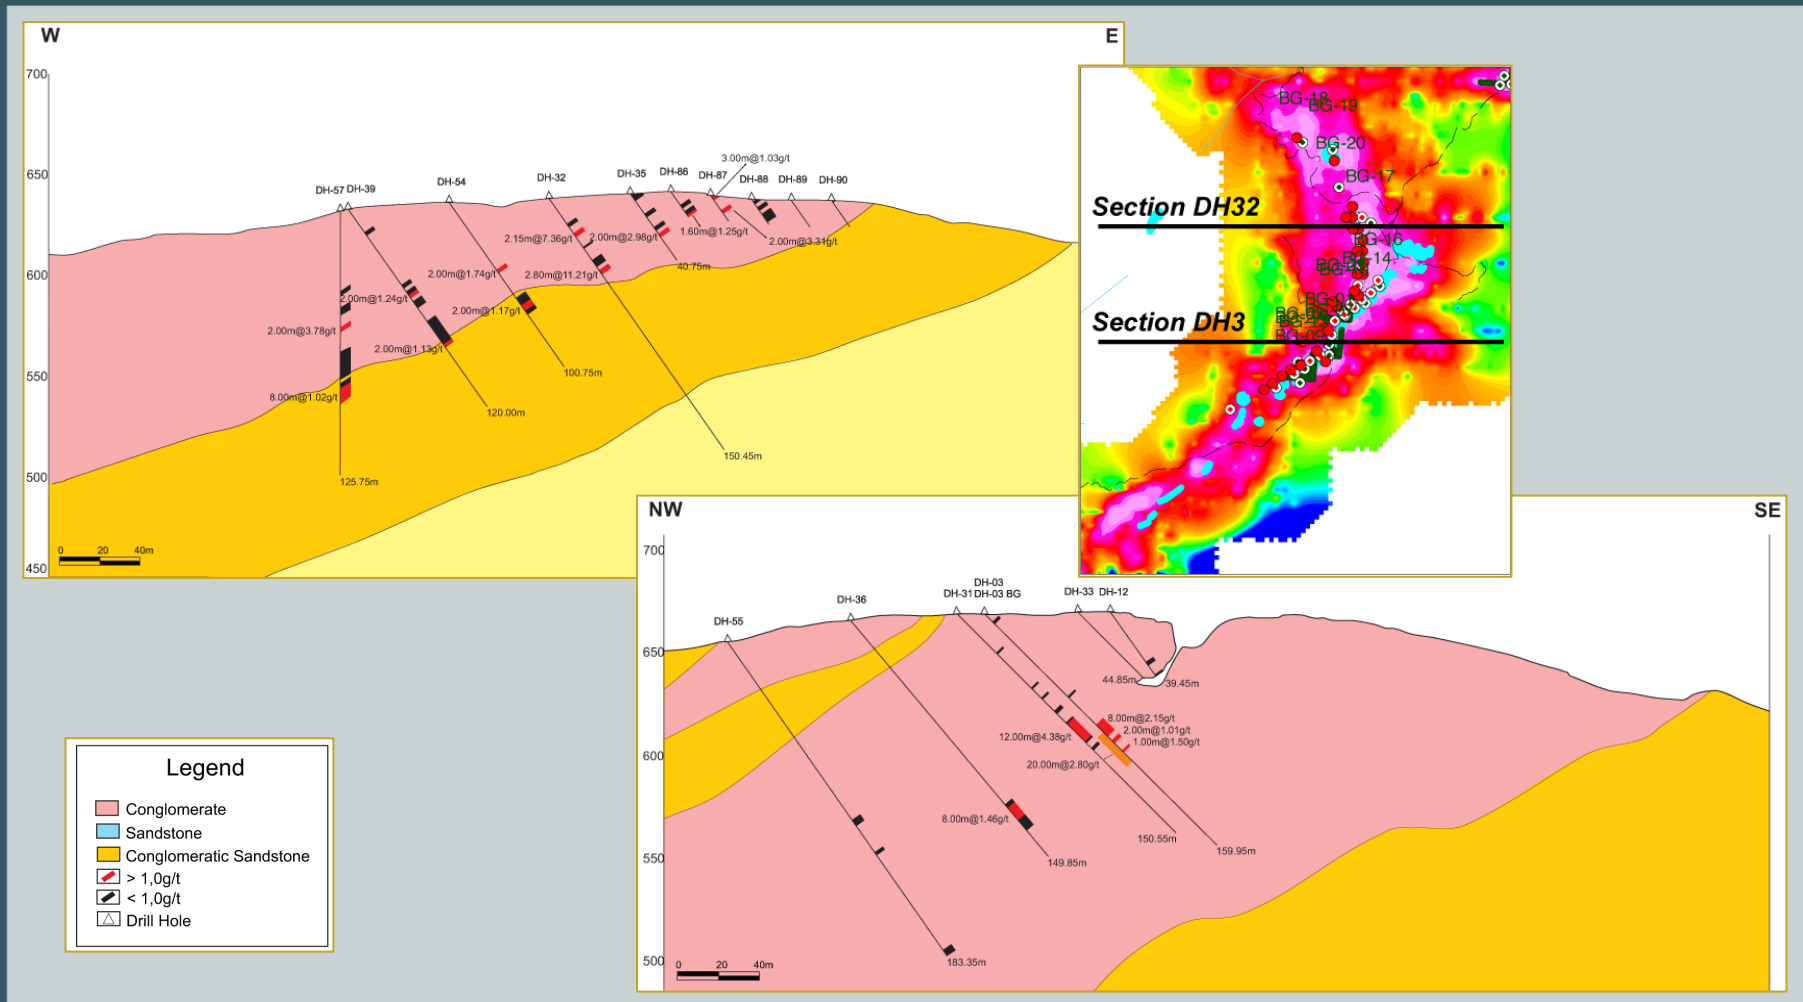 W
E
700
650
600
550
500
450
DH-57 DH-39
DH-54
DH-32
DH-35
DH-86
DH-87
DH-88
DH-89
DH-90
3.00m@1.03g/t
2.15m@7.36g/t
2.00m@2.98g/t
1.60m@1.25g/t
2.00m@3.31g/t
40.75m
2.00m@1.74g/t
2.80m@11.21g/t
2.00m@1.24g/t
2.00m@1.17g/t
2.00m@3.78g/t
2.00m@1.13g/t
8.00m@1.02g/t
100.75m
120.00m
150.45m
125.75m
0 20 40m
BG-18
BG-19
BG-20
BG-17
Section DH32
BG-16
BG-14
Section DH3
BG-09
NW
SE
700
650
600
550
500
DH-55
DH-36
DH-03
DH-31 DH-03 BG
DH-33 DH-12
44.85m
39.45m
8.00m@2.15g/t
2.00m@1.01g/t
1.00m@1.50g/t
12.00m@4.38g/t
20.00m@2.80g/t
8.00m@1.46g/t
150.55m
159.95m
149.85m
183.35m
0 20 40m
Legend
Conglomerate
Sandstone
Conglomeratic Sandstone
> 1,0g/t
< 1,0g/t
Drill Hole